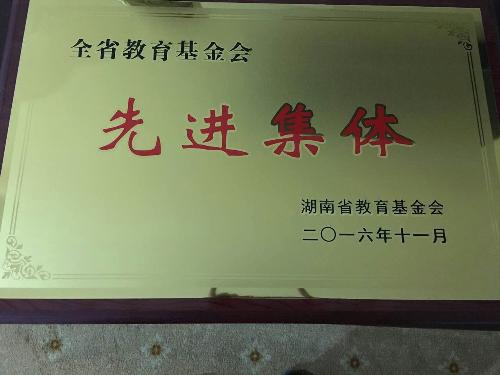 全省教育基金会
先进集体
湖南省教育基金会
二〇一六年十一月